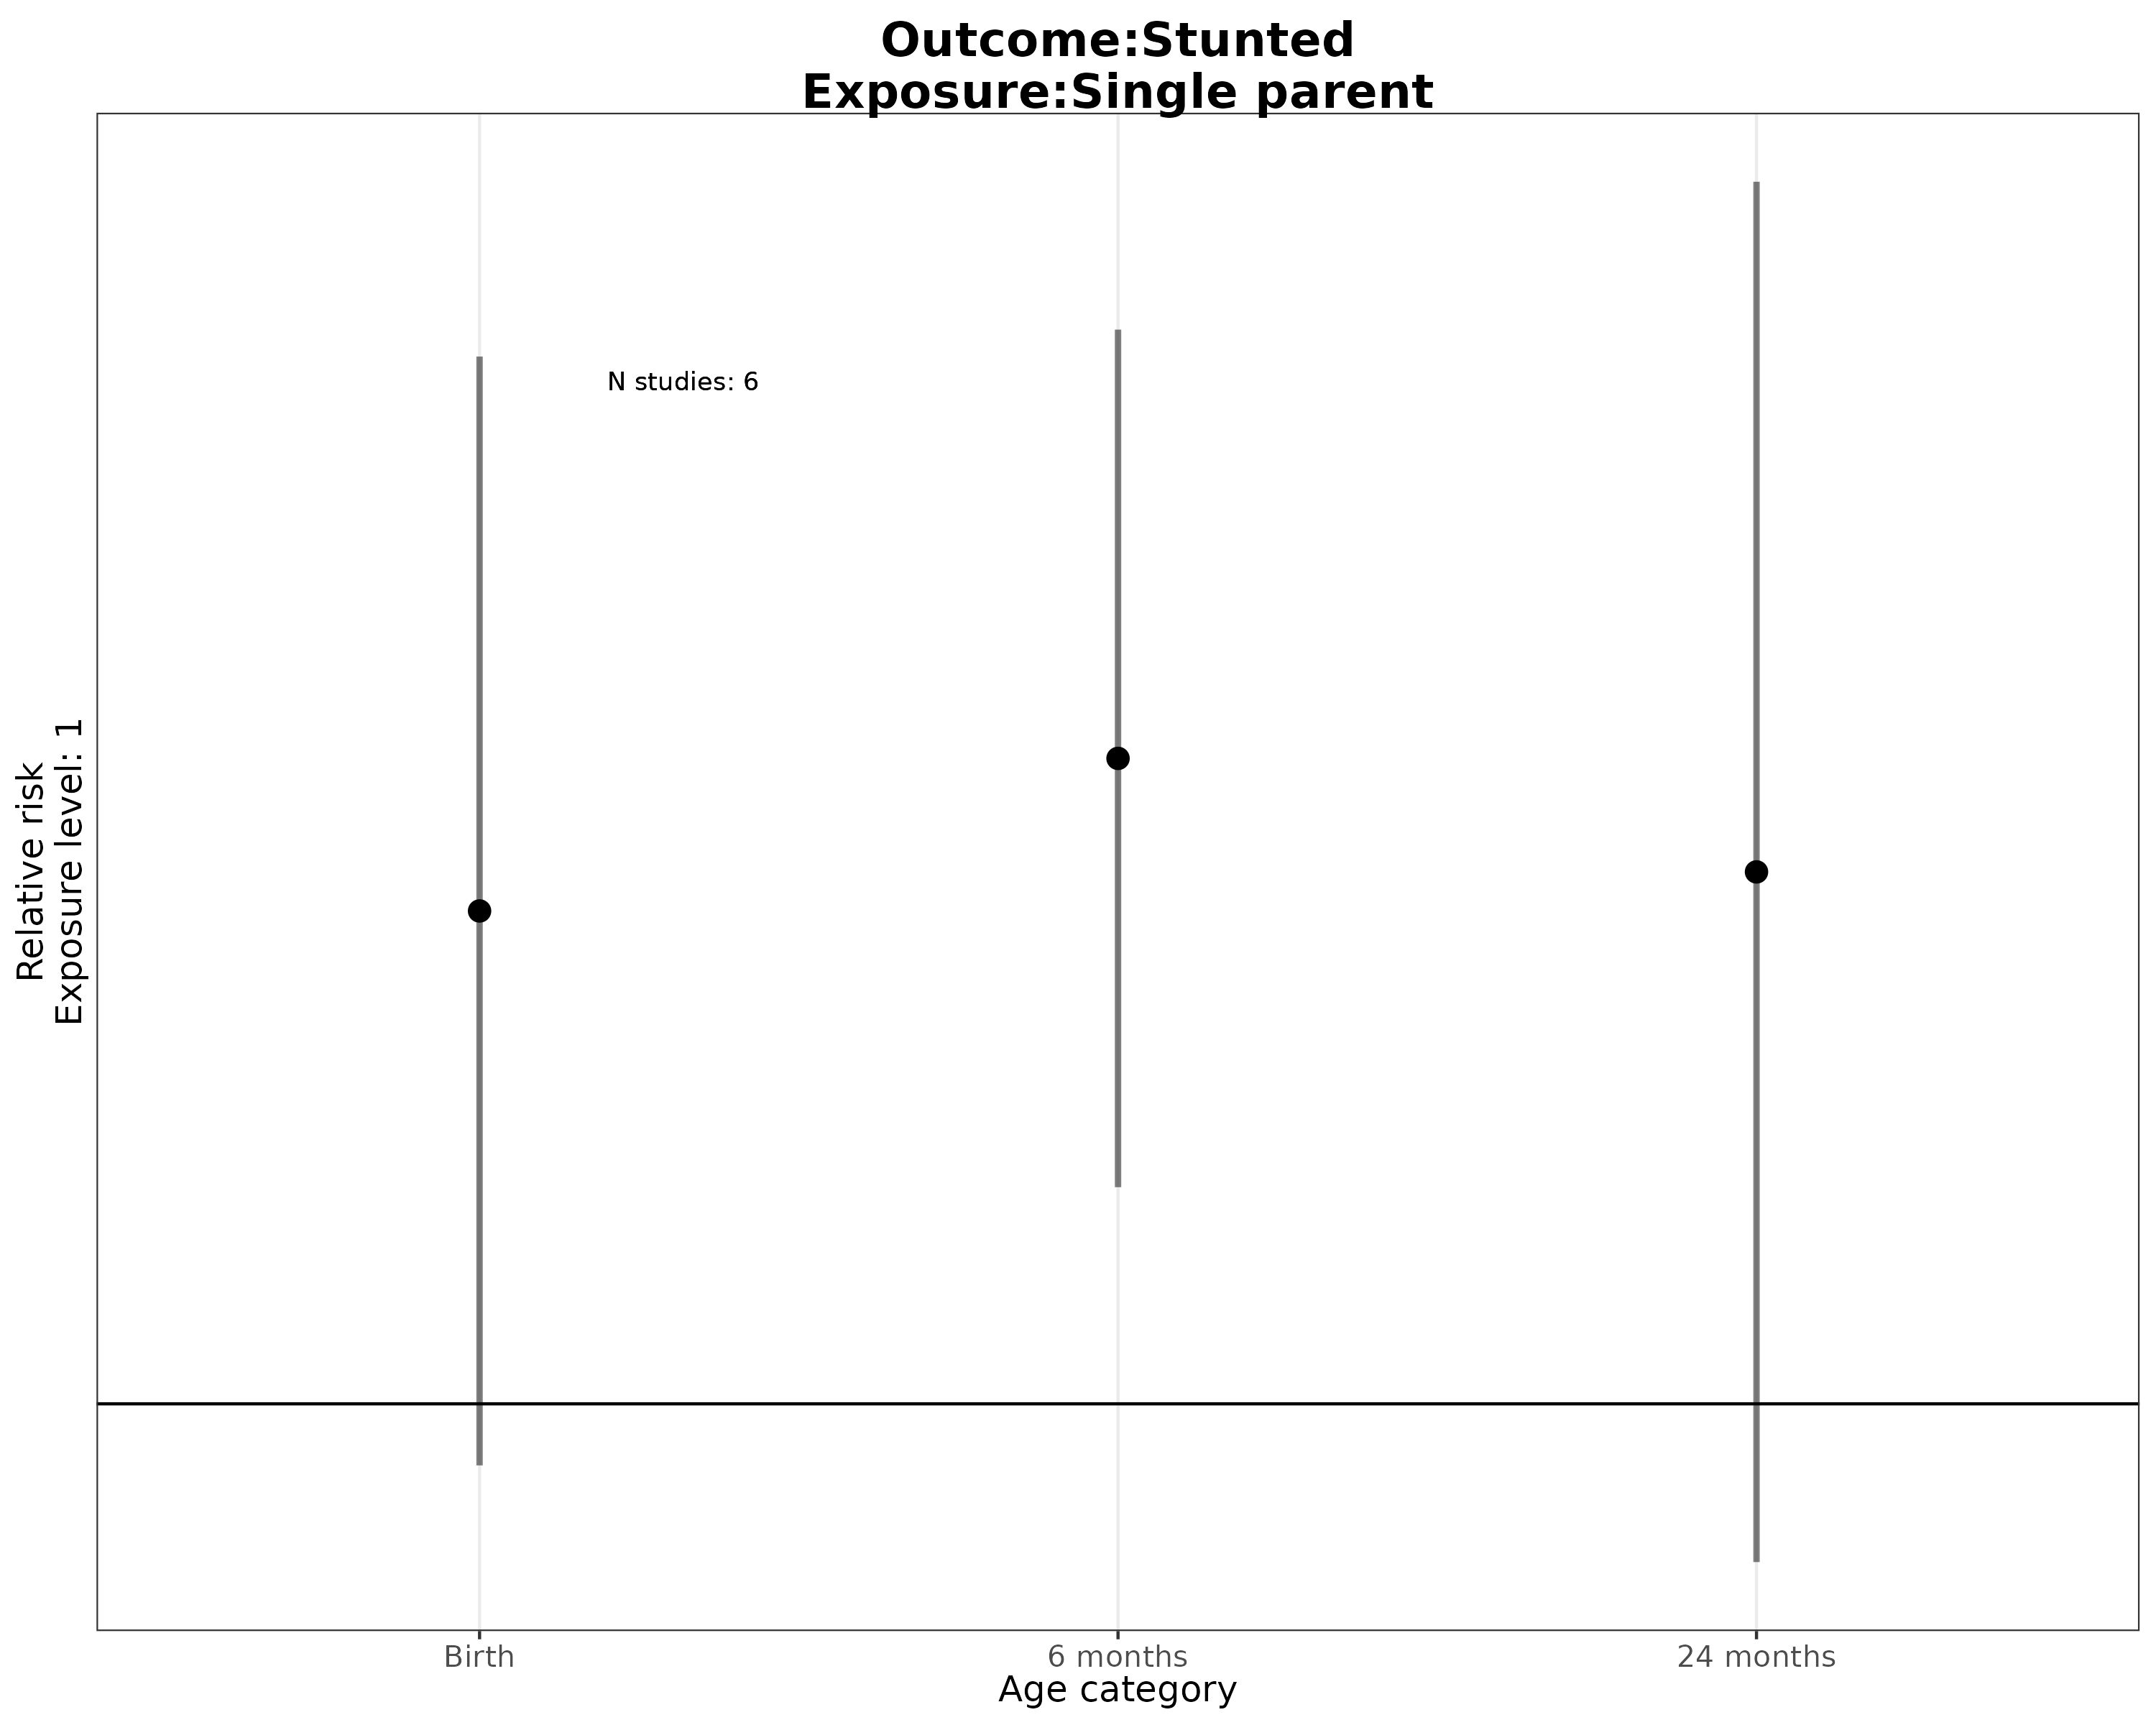 Outcome:Stunted
Exposure:Single parent
N studies: 6
Relative risk
Exposure level: 1
Birth
6 months
24 months
Age category